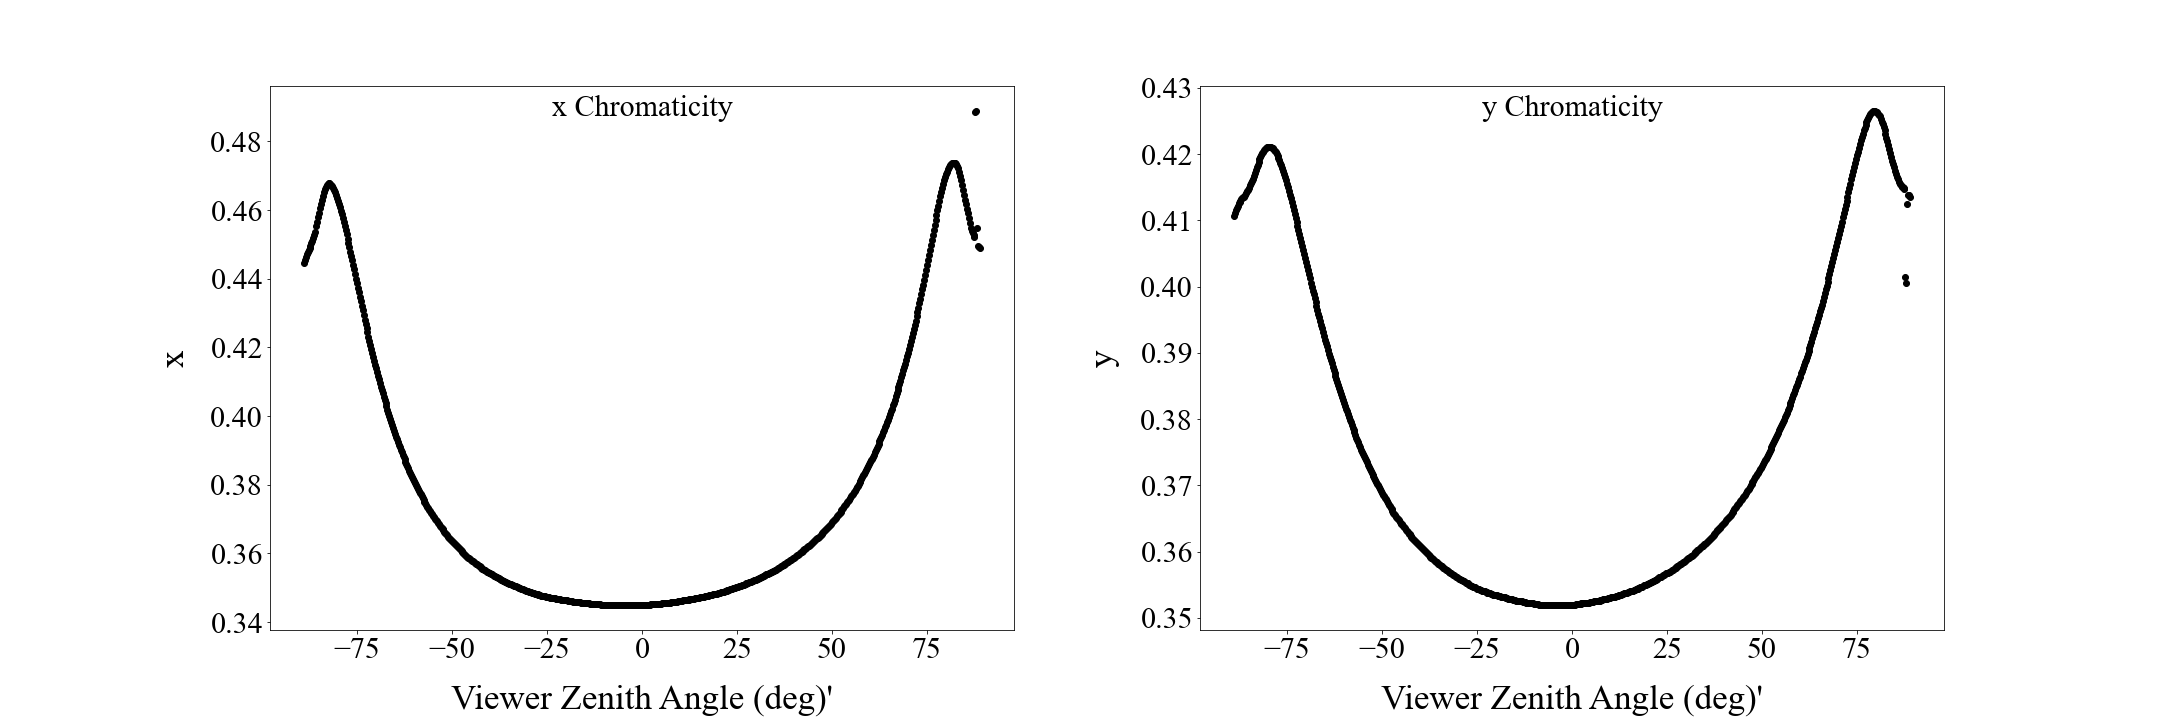 x Chromaticity
x
0.48
0.46
0.44
0.42
0.40
0.38
0.36
0.34
−75 −50 −25 0 25 50 75
Viewer Zenith Angle (deg)'
y Chromaticity
y
0.43
0.42
0.41
0.40
0.39
0.38
0.37
0.36
0.35
−75 −50 −25 0 25 50 75
Viewer Zenith Angle (deg)'